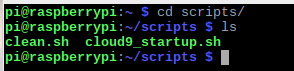 pi@raspberrypi:~ $ cd scripts/
pi@raspberrypi:~/scripts $ ls
clean.sh  cloud9_startup.sh
pi@raspberrypi:~/scripts $